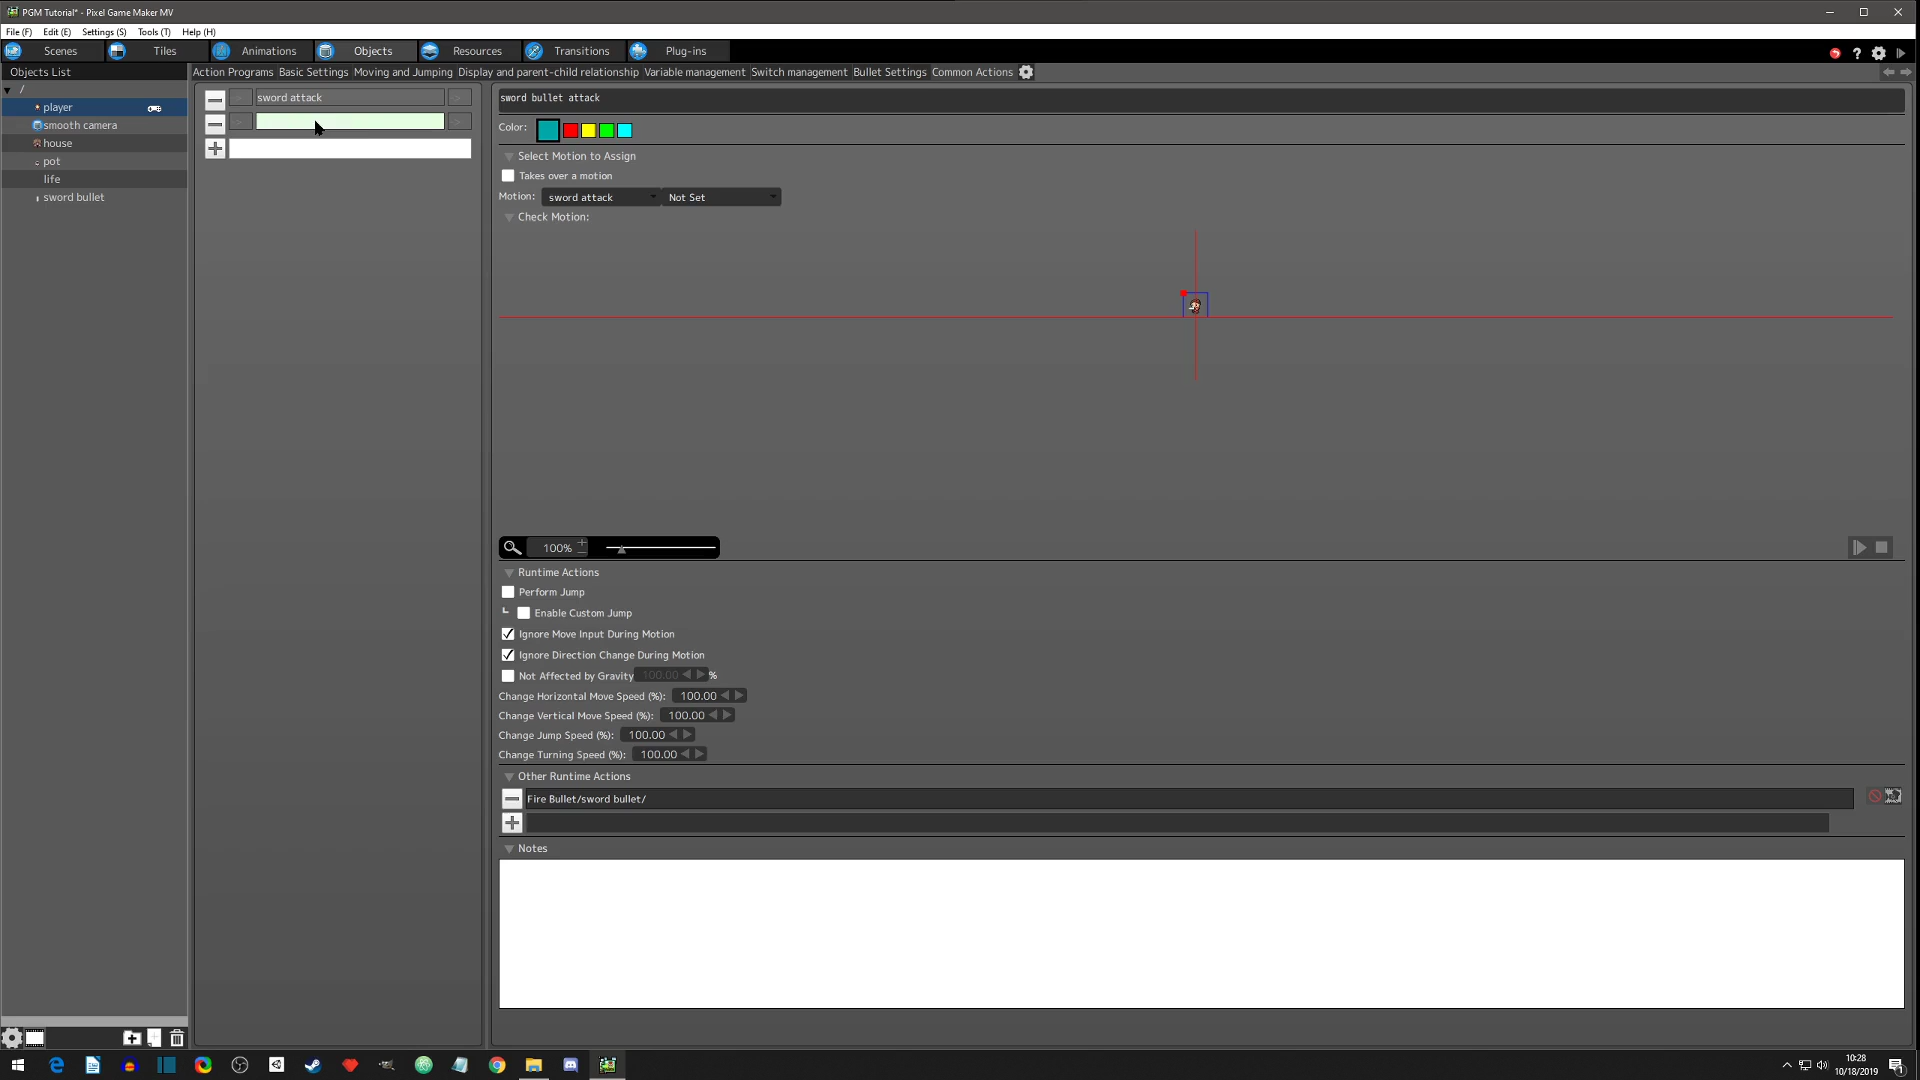 PGM Tutorial* - Pixel Game Maker MV
File (F) Edit (E) Settings (S) Tools (T) Help (H)
Scenes Tiles Animations Objects Resources Transitions Plug-ins
Objects List
Action Programs Basic Settings Moving and Jumping Display and parent-child relationship Variable management Switch management Bullet Settings Common Actions
/
player
smooth camera
house
pot
life
sword bullet
sword attack
sword bullet attack
Color:
Select Motion to Assign
Takes over a motion
Motion: sword attack Not Set
Check Motion:
100%
Runtime Actions
Perform Jump
Enable Custom Jump
Ignore Move Input During Motion
Ignore Direction Change During Motion
Not Affected by Gravity 100.00 %
Change Horizontal Move Speed (%): 100.00
Change Vertical Move Speed (%): 100.00
Change Jump Speed (%): 100.00
Change Turning Speed (%): 100.00
Other Runtime Actions
Fire Bullet/sword bullet/
Notes
10:28
10/18/2019